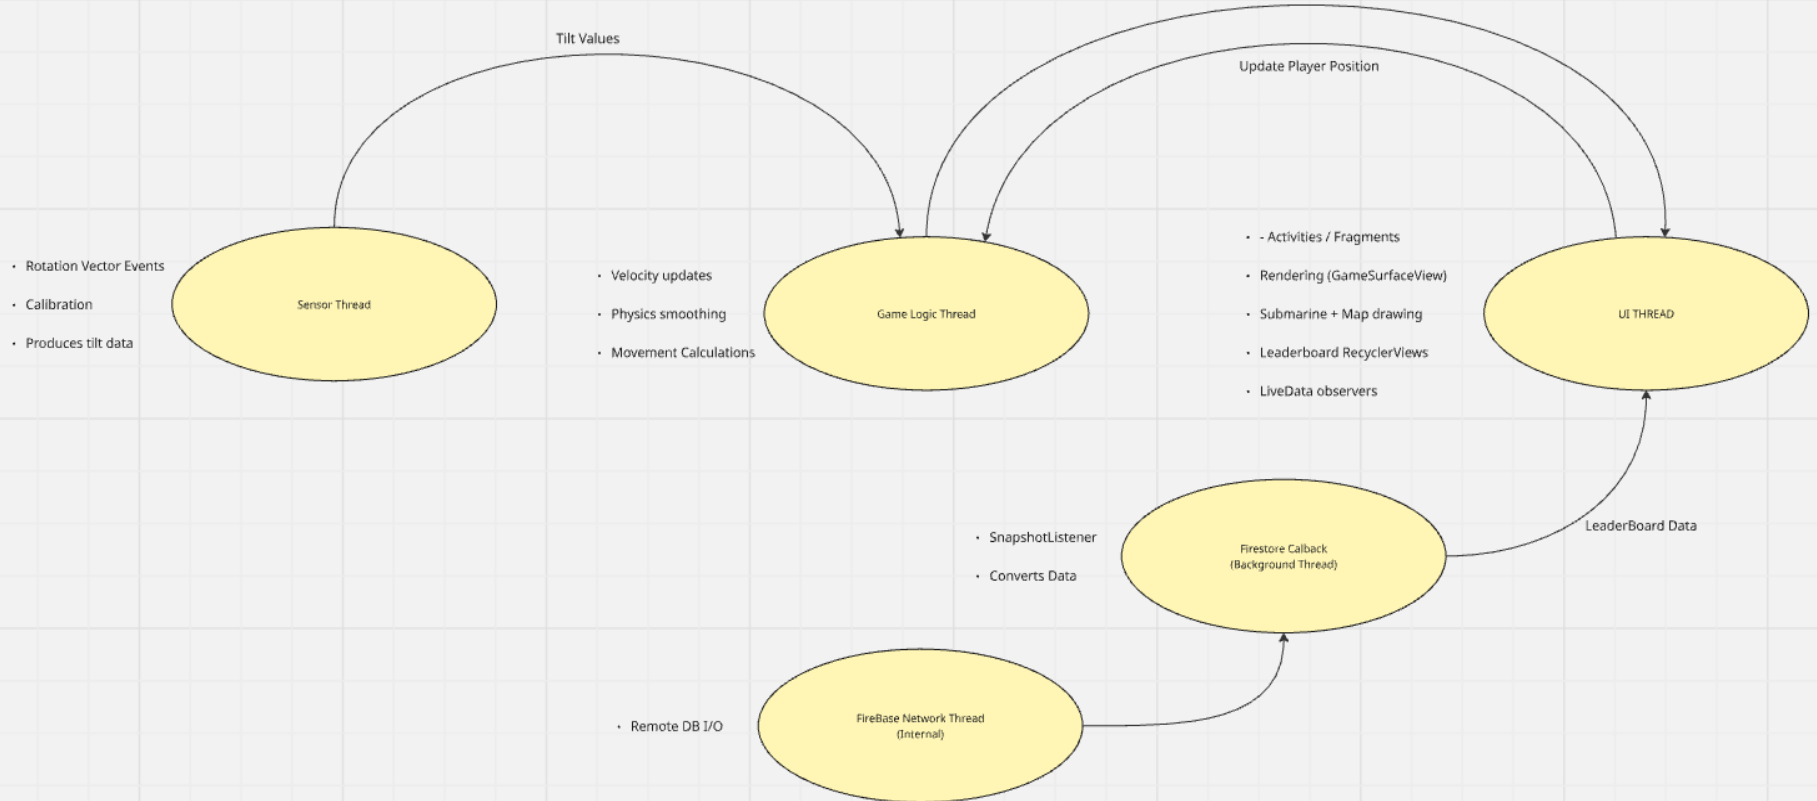 Tilt Values
Update Player Position
• Rotation Vector Events
• Calibration
• Produces tilt data
Sensor Thread
• Velocity updates
• Physics smoothing
• Movement Calculations
Game Logic Thread
• - Activities / Fragments
• Rendering (GameSurfaceView)
• Submarine + Map drawing
• Leaderboard RecyclerViews
• LiveData observers
UI THREAD
• SnapshotListener
• Converts Data
Firestore Calback
(Background Thread)
LeaderBoard Data
• Remote DB I/O
FireBase Network Thread
(Internal)